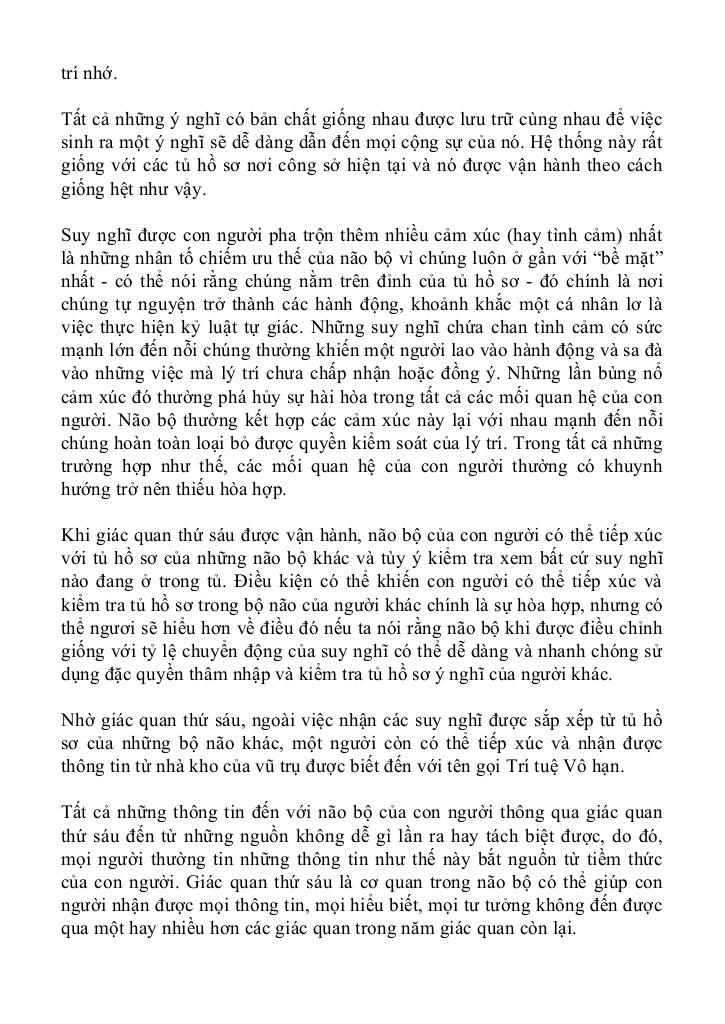 trí nhớ.
Tất cả những ý nghĩ có bản chất giống nhau được lưu trữ cùng nhau để việc
sinh ra một ý nghĩ sẽ dễ dàng dẫn đến mọi cộng sự của nó. Hệ thống này rất
giống với các tủ hồ sơ nơi công sở hiện tại và nó được vận hành theo cách
giống hệt như vậy.
Suy nghĩ được con người pha trộn thêm nhiều cảm xúc (hay tình cảm) nhất
là những nhân tố chiếm ưu thế của não bộ vì chúng luôn ở gần với “bề mặt”
nhất - có thể nói rằng chúng nằm trên đỉnh của tủ hồ sơ - đó chính là nơi
chúng tự nguyện trở thành các hành động, khoảnh khắc một cá nhân lơ là
việc thực hiện kỷ luật tự giác. Những suy nghĩ chứa chan tình cảm có sức
mạnh lớn đến nỗi chúng thường khiến một người lao vào hành động và sa đà
vào những việc mà lý trí chưa chấp nhận hoặc đồng ý. Những lần bùng nổ
cảm xúc đó thường phá hủy sự hài hòa trong tất cả các mối quan hệ của con
người. Não bộ thường kết hợp các cảm xúc này lại với nhau mạnh đến nỗi
chúng hoàn toàn loại bỏ được quyền kiểm soát của lý trí. Trong tất cả những
trường hợp như thế, các mối quan hệ của con người thường có khuynh
hướng trở nên thiếu hòa hợp.
Khi giác quan thứ sáu được vận hành, não bộ của con người có thể tiếp xúc
với tủ hồ sơ của những não bộ khác và tùy ý kiểm tra xem bất cứ suy nghĩ
nào đang ở trong tủ. Điều kiện có thể khiến con người có thể tiếp xúc và
kiểm tra tủ hồ sơ trong bộ não của người khác chính là sự hòa hợp, nhưng có
thể ngươi sẽ hiểu hơn về điều đó nếu ta nói rằng não bộ khi được điều chỉnh
giống với tỷ lệ chuyển động của suy nghĩ có thể dễ dàng và nhanh chóng sử
dụng đặc quyền thâm nhập và kiểm tra tủ hồ sơ ý nghĩ của người khác.
Nhờ giác quan thứ sáu, ngoài việc nhận các suy nghĩ được sắp xếp từ tủ hồ
sơ của những bộ não khác, một người còn có thể tiếp xúc và nhận được
thông tin từ nhà kho của vũ trụ được biết đến với tên gọi Trí tuệ Vô hạn.
Tất cả những thông tin đến với não bộ của con người thông qua giác quan
thứ sáu đến từ những nguồn không dễ gì lần ra hay tách biệt được, do đó,
mọi người thường tin những thông tin như thế này bắt nguồn từ tiềm thức
của con người. Giác quan thứ sáu là cơ quan trong não bộ có thể giúp con
người nhận được mọi thông tin, mọi hiểu biết, mọi tư tưởng không đến được
qua một hay nhiều hơn các giác quan trong năm giác quan còn lại.